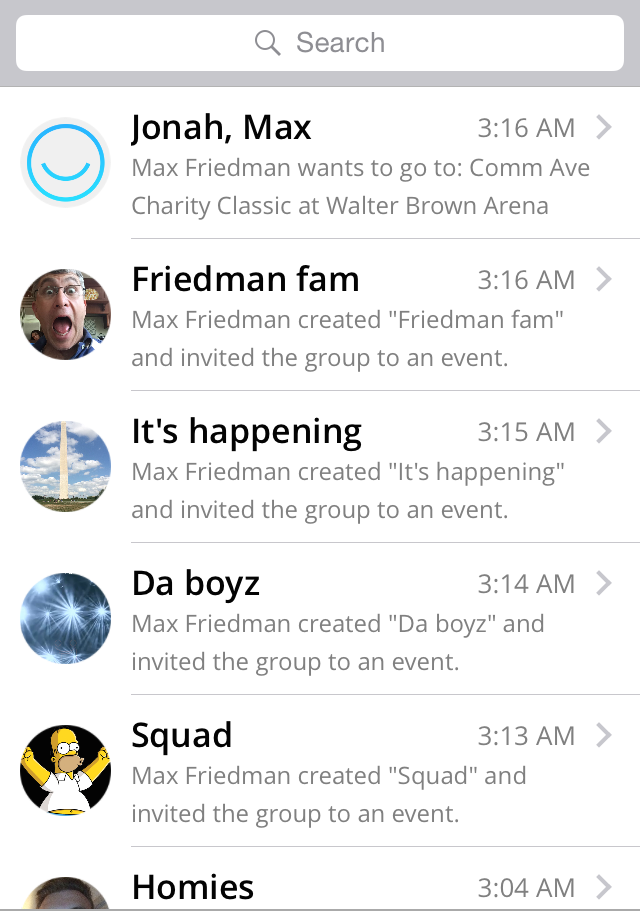 Search
Jonah, Max
3:16 AM
Max Friedman wants to go to: Comm Ave
Charity Classic at Walter Brown Arena
Friedman fam
3:16 AM
Max Friedman created "Friedman fam"
and invited the group to an event.
It's happening
3:15 AM
Max Friedman created "It's happening"
and invited the group to an event.
Da boyz
3:14 AM
Max Friedman created "Da boyz" and
invited the group to an event.
Squad
3:13 AM
Max Friedman created "Squad" and
invited the group to an event.
Homies
3:04 AM